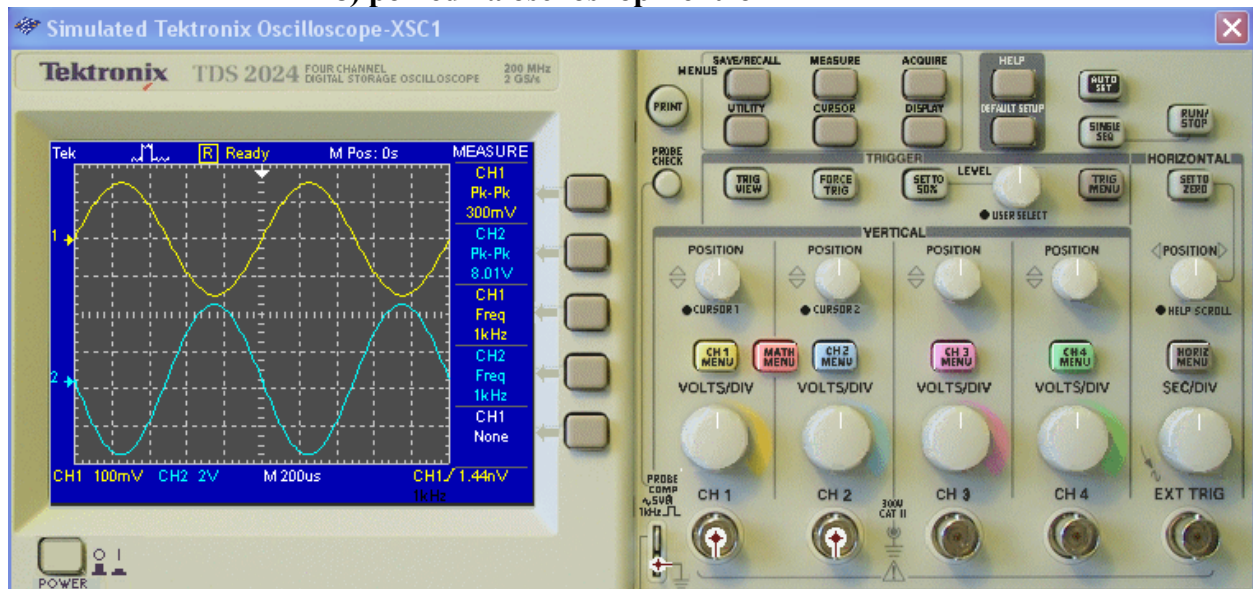 Simulated Tektronix Oscilloscope-XSC1
Tektronix TDS 2024 FOUR CHANNEL DIGITAL STORAGE OSCILLOSCOPE 200 MHz 2 GS/s
Tek R Ready M Pos: 0s MEASURE
CH1
Pk-Pk
300mV
CH2
Pk-Pk
8.01V
CH1
Freq
1kHz
CH2
Freq
1kHz
CH1
None
1
2
CH1 100mV CH2 2V M 200us CH1 / 1.44nV
1kHz
POWER
MENUS
SAVE/RECALL MEASURE ACQUIRE HELP
PRINT
AUTO SET
UTILITY CURSOR DISPLAY DEFAULT SETUP
SINGLE SEQ
RUN/ STOP
PROBE CHECK
TRIGGER
HORIZONTAL
TRIG VIEW
FORCE TRIG
SET TO 50%
LEVEL
TRIG MENU
SET TO ZERO
USER SELECT
VERTICAL
POSITION POSITION POSITION POSITION POSITION
CURSOR 1 CURSOR 2 HELP SCROLL
CH 1 MENU
MATH MENU
CH 2 MENU
CH 3 MENU
CH 4 MENU
HORIZ MENU
VOLTS/DIV VOLTS/DIV VOLTS/DIV VOLTS/DIV SEC/DIV
PROBE COMP
1kHz
CH 1 CH 2 300V CAT II CH 3 CH 4 EXT TRIG